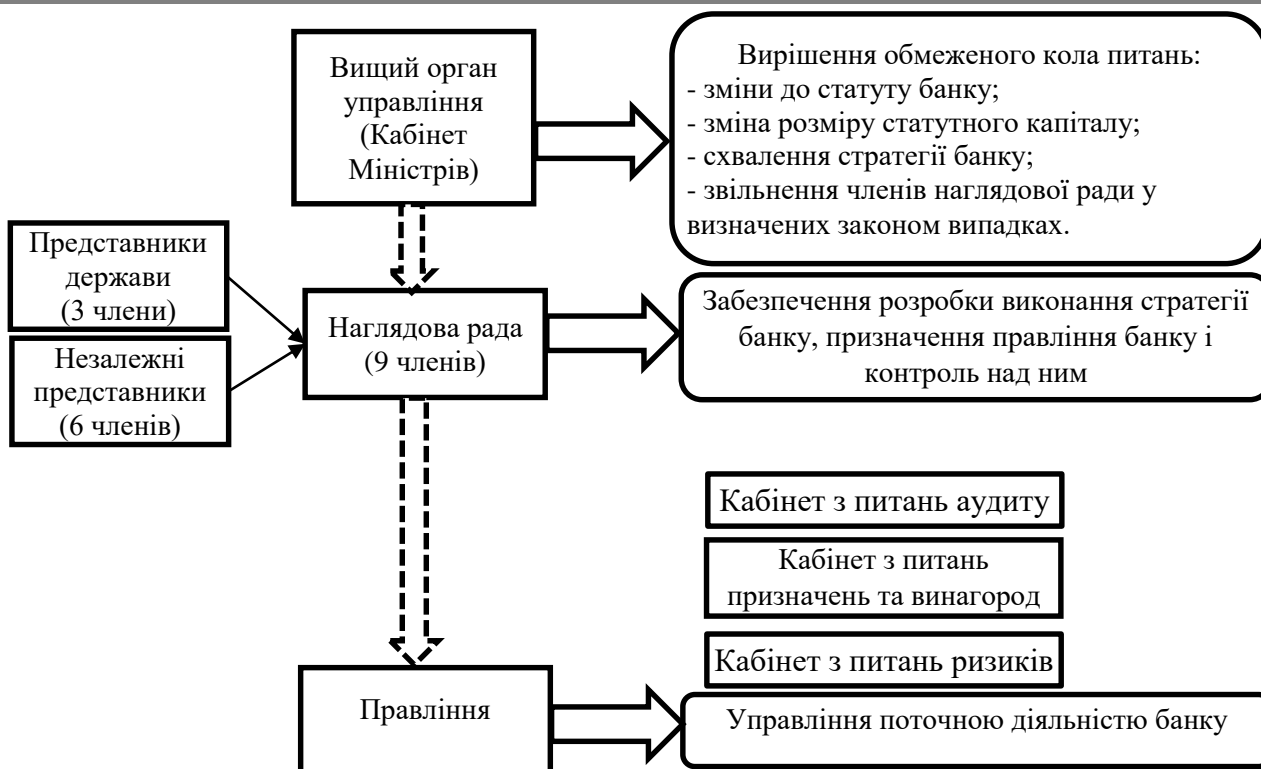 Вищий орган
управління
(Кабінет
Міністрів)
Вирішення обмеженого кола питань:
- зміни до статуту банку;
- зміна розміру статутного капіталу;
- схвалення стратегії банку;
- звільнення членів наглядової ради у
визначених законом випадках.
Представники
держави
(3 члени)
Незалежні
представники
(6 членів)
Наглядова рада
(9 членів)
Забезпечення розробки виконання стратегії
банку, призначення правління банку і
контроль над ним
Кабінет з питань аудиту
Кабінет з питань
призначень та винагород
Кабінет з питань ризиків
Правління
Управління поточною діяльністю банку